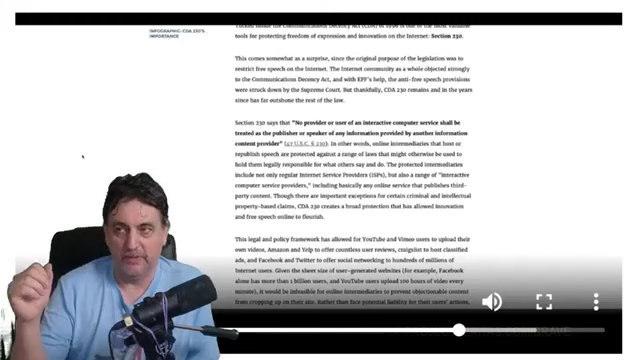 INFOGRAPHIC: CDA 230'S
IMPORTANCE
Tucked inside the Communications Decency Act (CDA) of 1996 is one of the most valuable
tools for protecting freedom of expression and innovation on the Internet: Section 230.
This comes somewhat as a surprise, since the original purpose of the legislation was to
restrict free speech on the Internet. The Internet community as a whole objected strongly
to the Communications Decency Act, and with EFF's help, the anti-free speech provisions
were struck down by the Supreme Court. But thankfully, CDA 230 remains and in the years
since has far outshone the rest of the law.
Section 230 says that "No provider or user of an interactive computer service shall be
treated as the publisher or speaker of any information provided by another information
content provider" (47 U.S.C. § 230). In other words, online intermediaries that host or
republish speech are protected against a range of laws that might otherwise be used to
hold them legally responsible for what others say and do. The protected intermediaries
include not only regular Internet Service Providers (ISPs), but also a range of "interactive
computer service providers," including basically any online service that publishes third-
party content. Though there are important exceptions for certain criminal and intellectual
property-based claims, CDA 230 creates a broad protection that has allowed innovation
and free speech online to flourish.
This legal and policy framework has allowed for YouTube and Vimeo users to upload their
own videos, Amazon and Yelp to offer countless user reviews, craigslist to host classified
ads, and Facebook and Twitter to offer social networking to hundreds of millions of
Internet users. Given the sheer size of user-generated websites (for example, Facebook
alone has more than 1 billion users, and YouTube users upload 100 hours of video every
minute), it would be infeasible for online intermediaries to prevent objectionable content
from cropping up on their site. Rather than face potential liability for their users' actions,